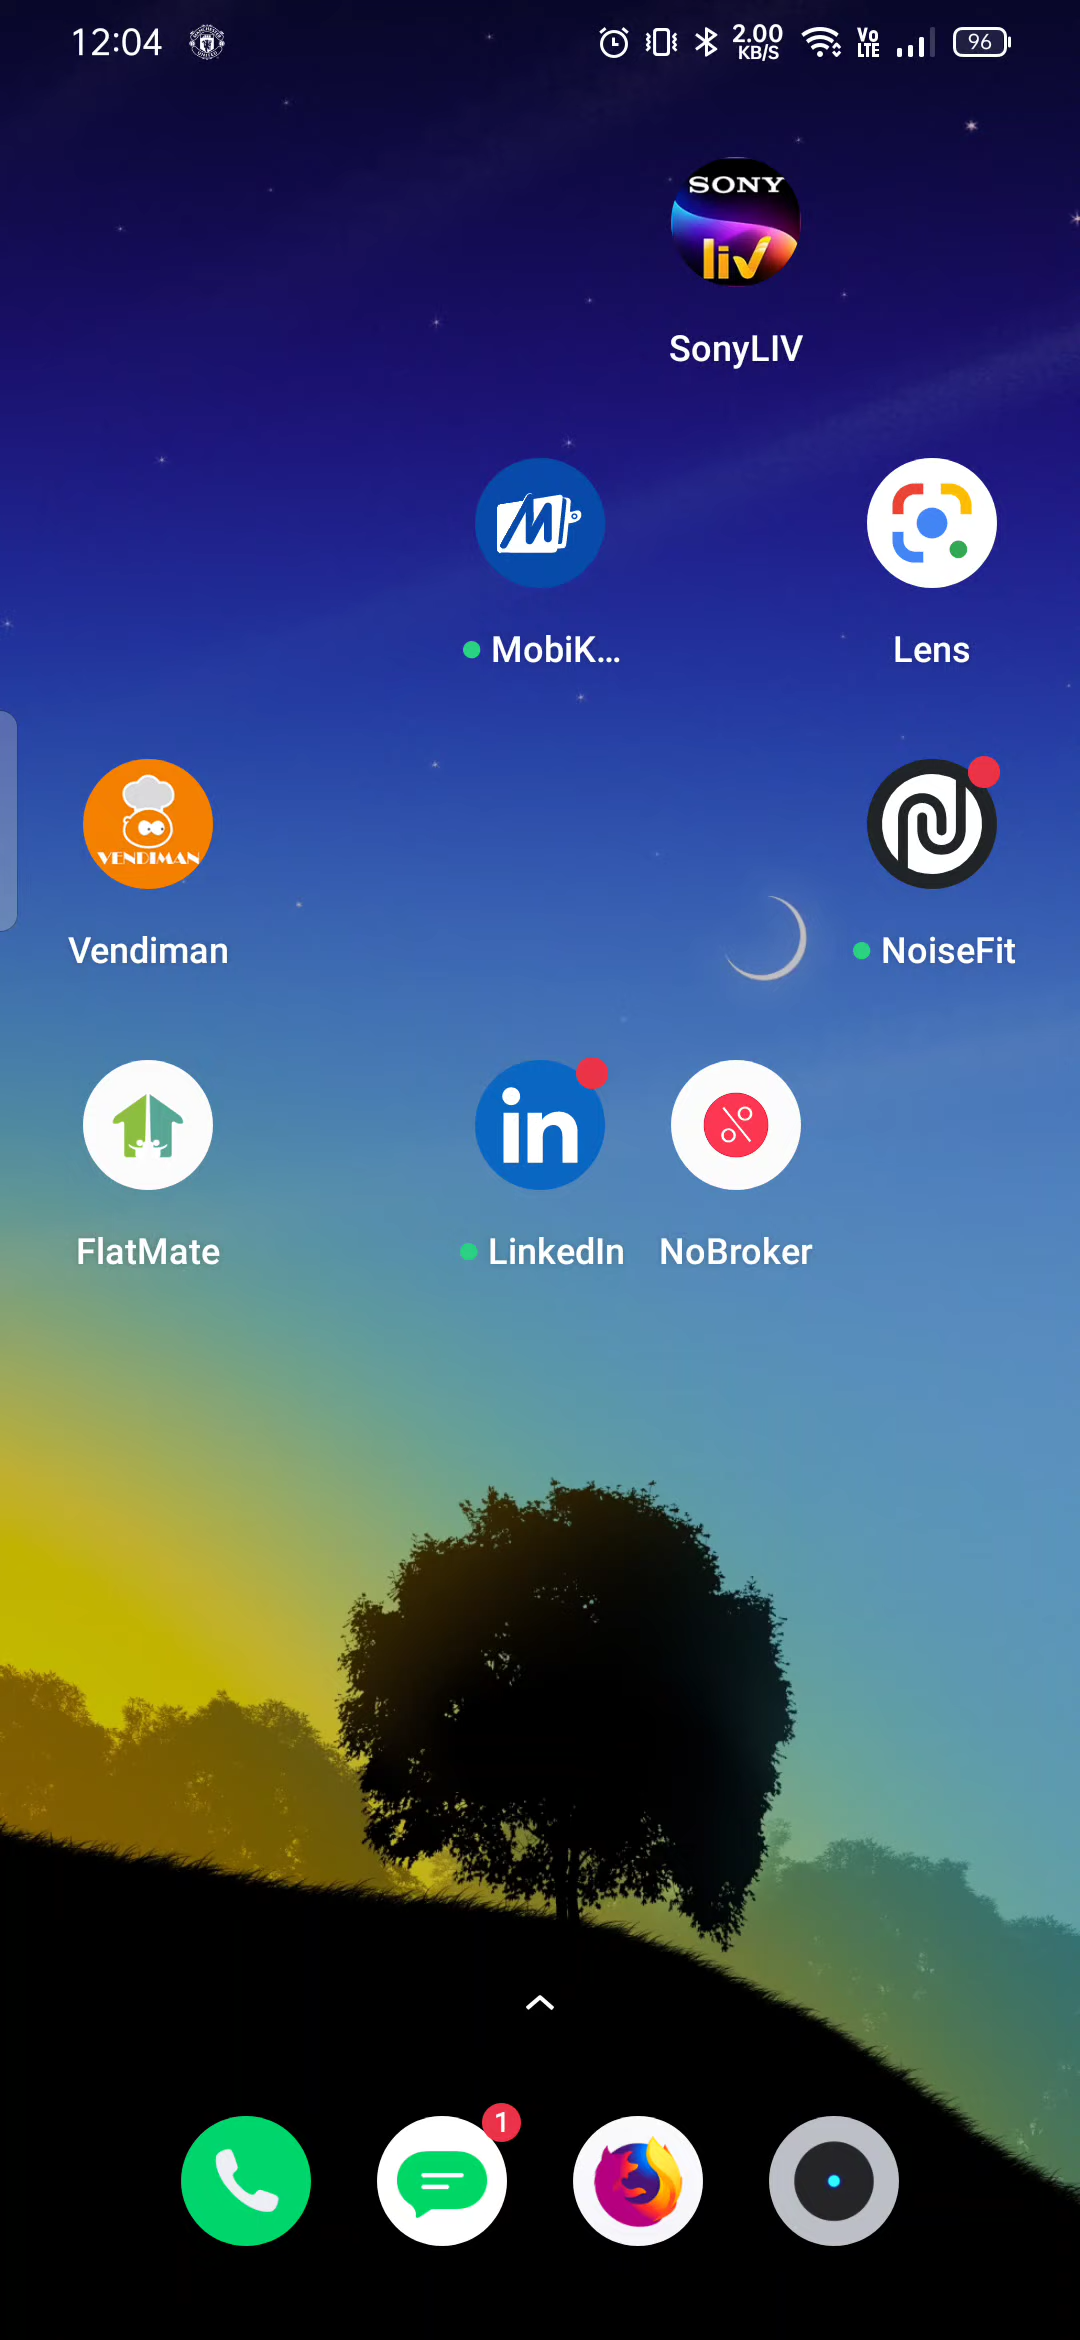 12:04
2.00
KB/S
Vo
LTE
96
SONY
liv
SonyLIV
M
MobiK...
Lens
VENDIMAN
Vendiman
NoiseFit
in
FlatMate
LinkedIn
NoBroker
1